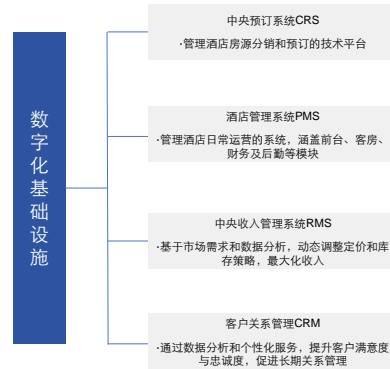 数字化基础设施
中央预订系统CRS
·管理酒店房源分销和预订的技术平台
酒店管理系统PMS
·管理酒店日常运营的系统，涵盖前台、客房、
财务及后勤等模块
中央收入管理系统RMS
·基于市场需求和数据分析，动态调整定价和库
存策略，最大化收入
客户关系管理CRM
·通过数据分析和个性化服务，提升客户满意度
与忠诚度，促进长期关系管理